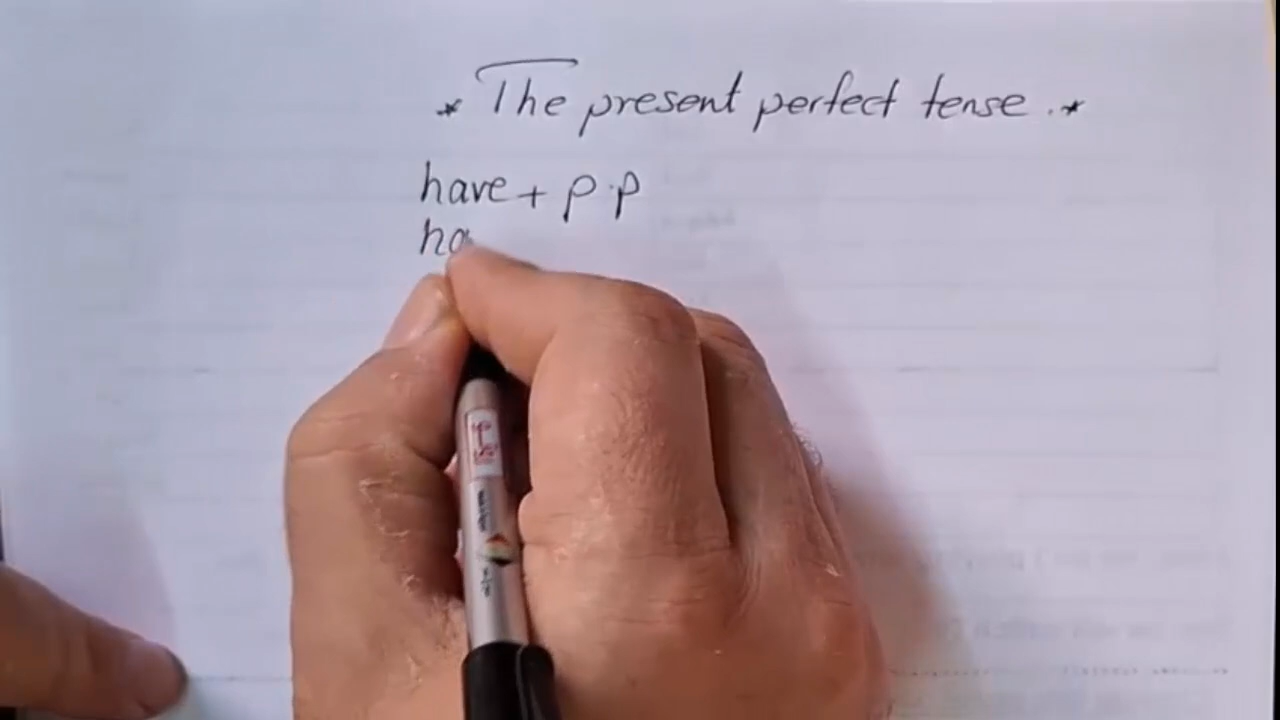 * The present perfect tense . *
have + p.p
ha